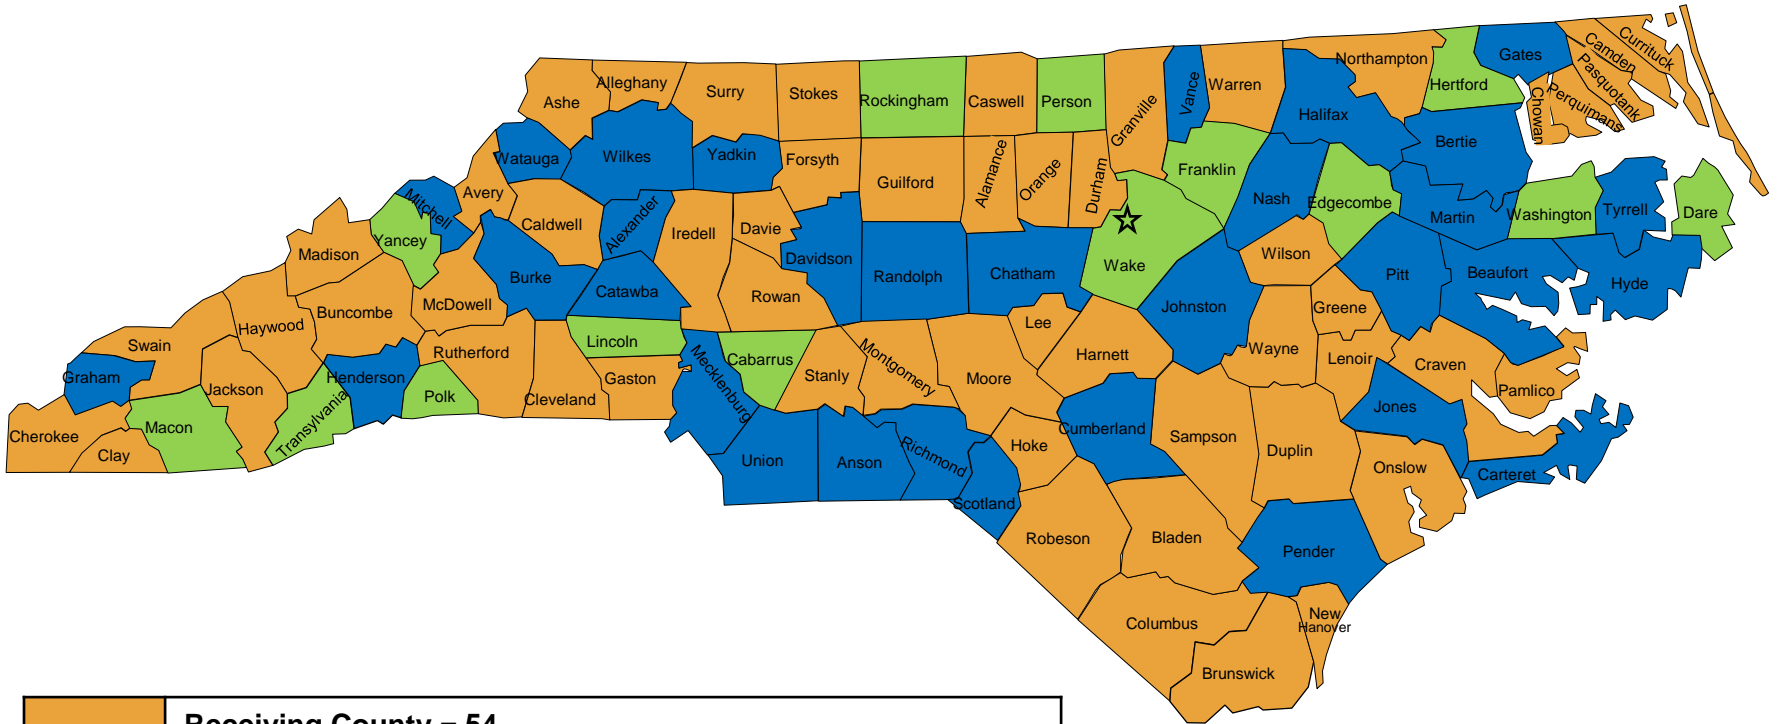 Ashe
Alleghany
Surry
Stokes
Rockingham
Caswell
Person
Granville
Vance
Warren
Northampton
Hertford
Gates
Camden
Currituck
Pasquotank
Perquimans
Chowan
Halifax
Bertie
Watauga
Wilkes
Yadkin
Forsyth
Guilford
Alamance
Orange
Durham
Franklin
Nash
Edgecombe
Martin
Washington
Tyrrell
Dare
Mitchell
Avery
Caldwell
Alexander
Iredell
Davie
Davidson
Randolph
Chatham
Wake
Wilson
Pitt
Beaufort
Hyde
Madison
Yancey
McDowell
Burke
Catawba
Rowan
Johnston
Greene
Buncombe
Haywood
Swain
Graham
Jackson
Henderson
Rutherford
Polk
Transylvania
Cleveland
Lincoln
Gaston
Mecklenburg
Cabarrus
Stanly
Montgomery
Moore
Lee
Harnett
Wayne
Lenoir
Craven
Pamlico
Jones
Cherokee
Macon
Clay
Union
Anson
Richmond
Scotland
Hoke
Cumberland
Sampson
Duplin
Onslow
Carteret
Robeson
Bladen
Pender
Columbus
New
Hanover
Brunswick
Receiving County = 54